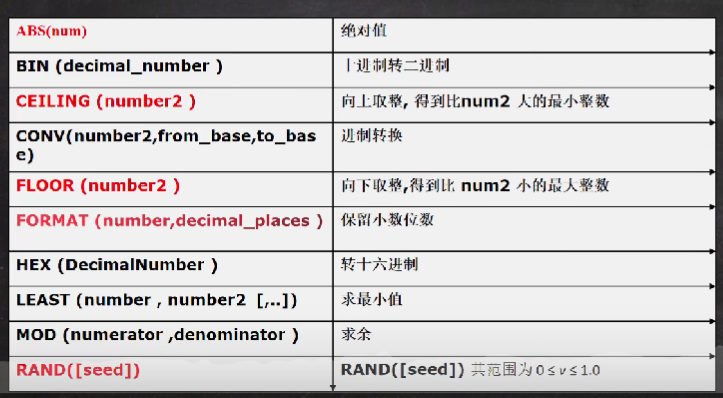 ABS(num) 绝对值
BIN (decimal_number ) 十进制转二进制
CEILING (number2 ) 向上取整, 得到比num2 大的最小整数
CONV(number2,from_base,to_bas 进制转换
e)
FLOOR (number2 ) 向下取整,得到比 num2 小的最大整数
FORMAT (number,decimal_places ) 保留小数位数
HEX (DecimalNumber ) 转十六进制
LEAST (number , number2 [,..]) 求最小值
MOD (numerator ,denominator ) 求余
RAND([seed]) RAND([seed]) 其范围为 0 ≤ v ≤ 1.0